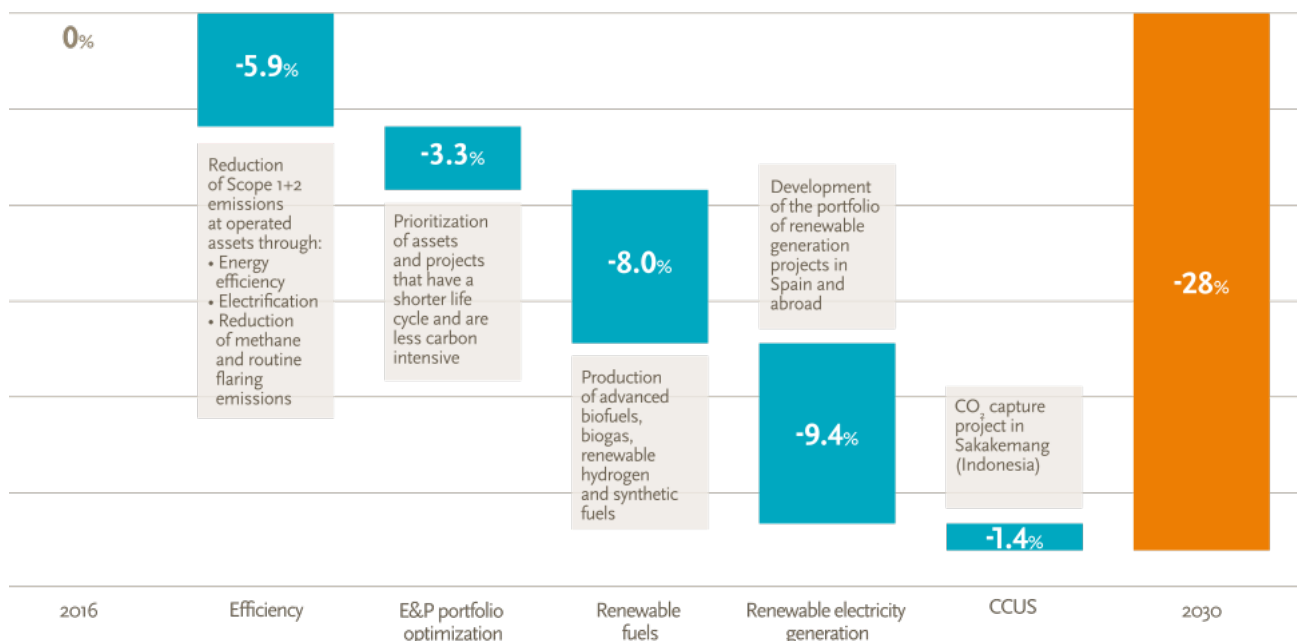 0%
-5.9%
Reduction
of Scope 1+2
emissions
at operated
assets through:
• Energy
efficiency
• Electrification
• Reduction
of methane
and routine
flaring
emissions
-3.3%
Prioritization
of assets
and projects
that have a
shorter life
cycle and are
less carbon
intensive
-8.0%
Production
of advanced
biofuels,
biogas,
renewable
hydrogen
and synthetic
fuels
Development
of the portfolio
of renewable
generation
projects in
Spain and
abroad
-9.4%
CO₂ capture
project in
Sakakemang
(Indonesia)
-1.4%
-28%
2016
Efficiency
E&P portfolio
optimization
Renewable
fuels
Renewable electricity
generation
CCUS
2030